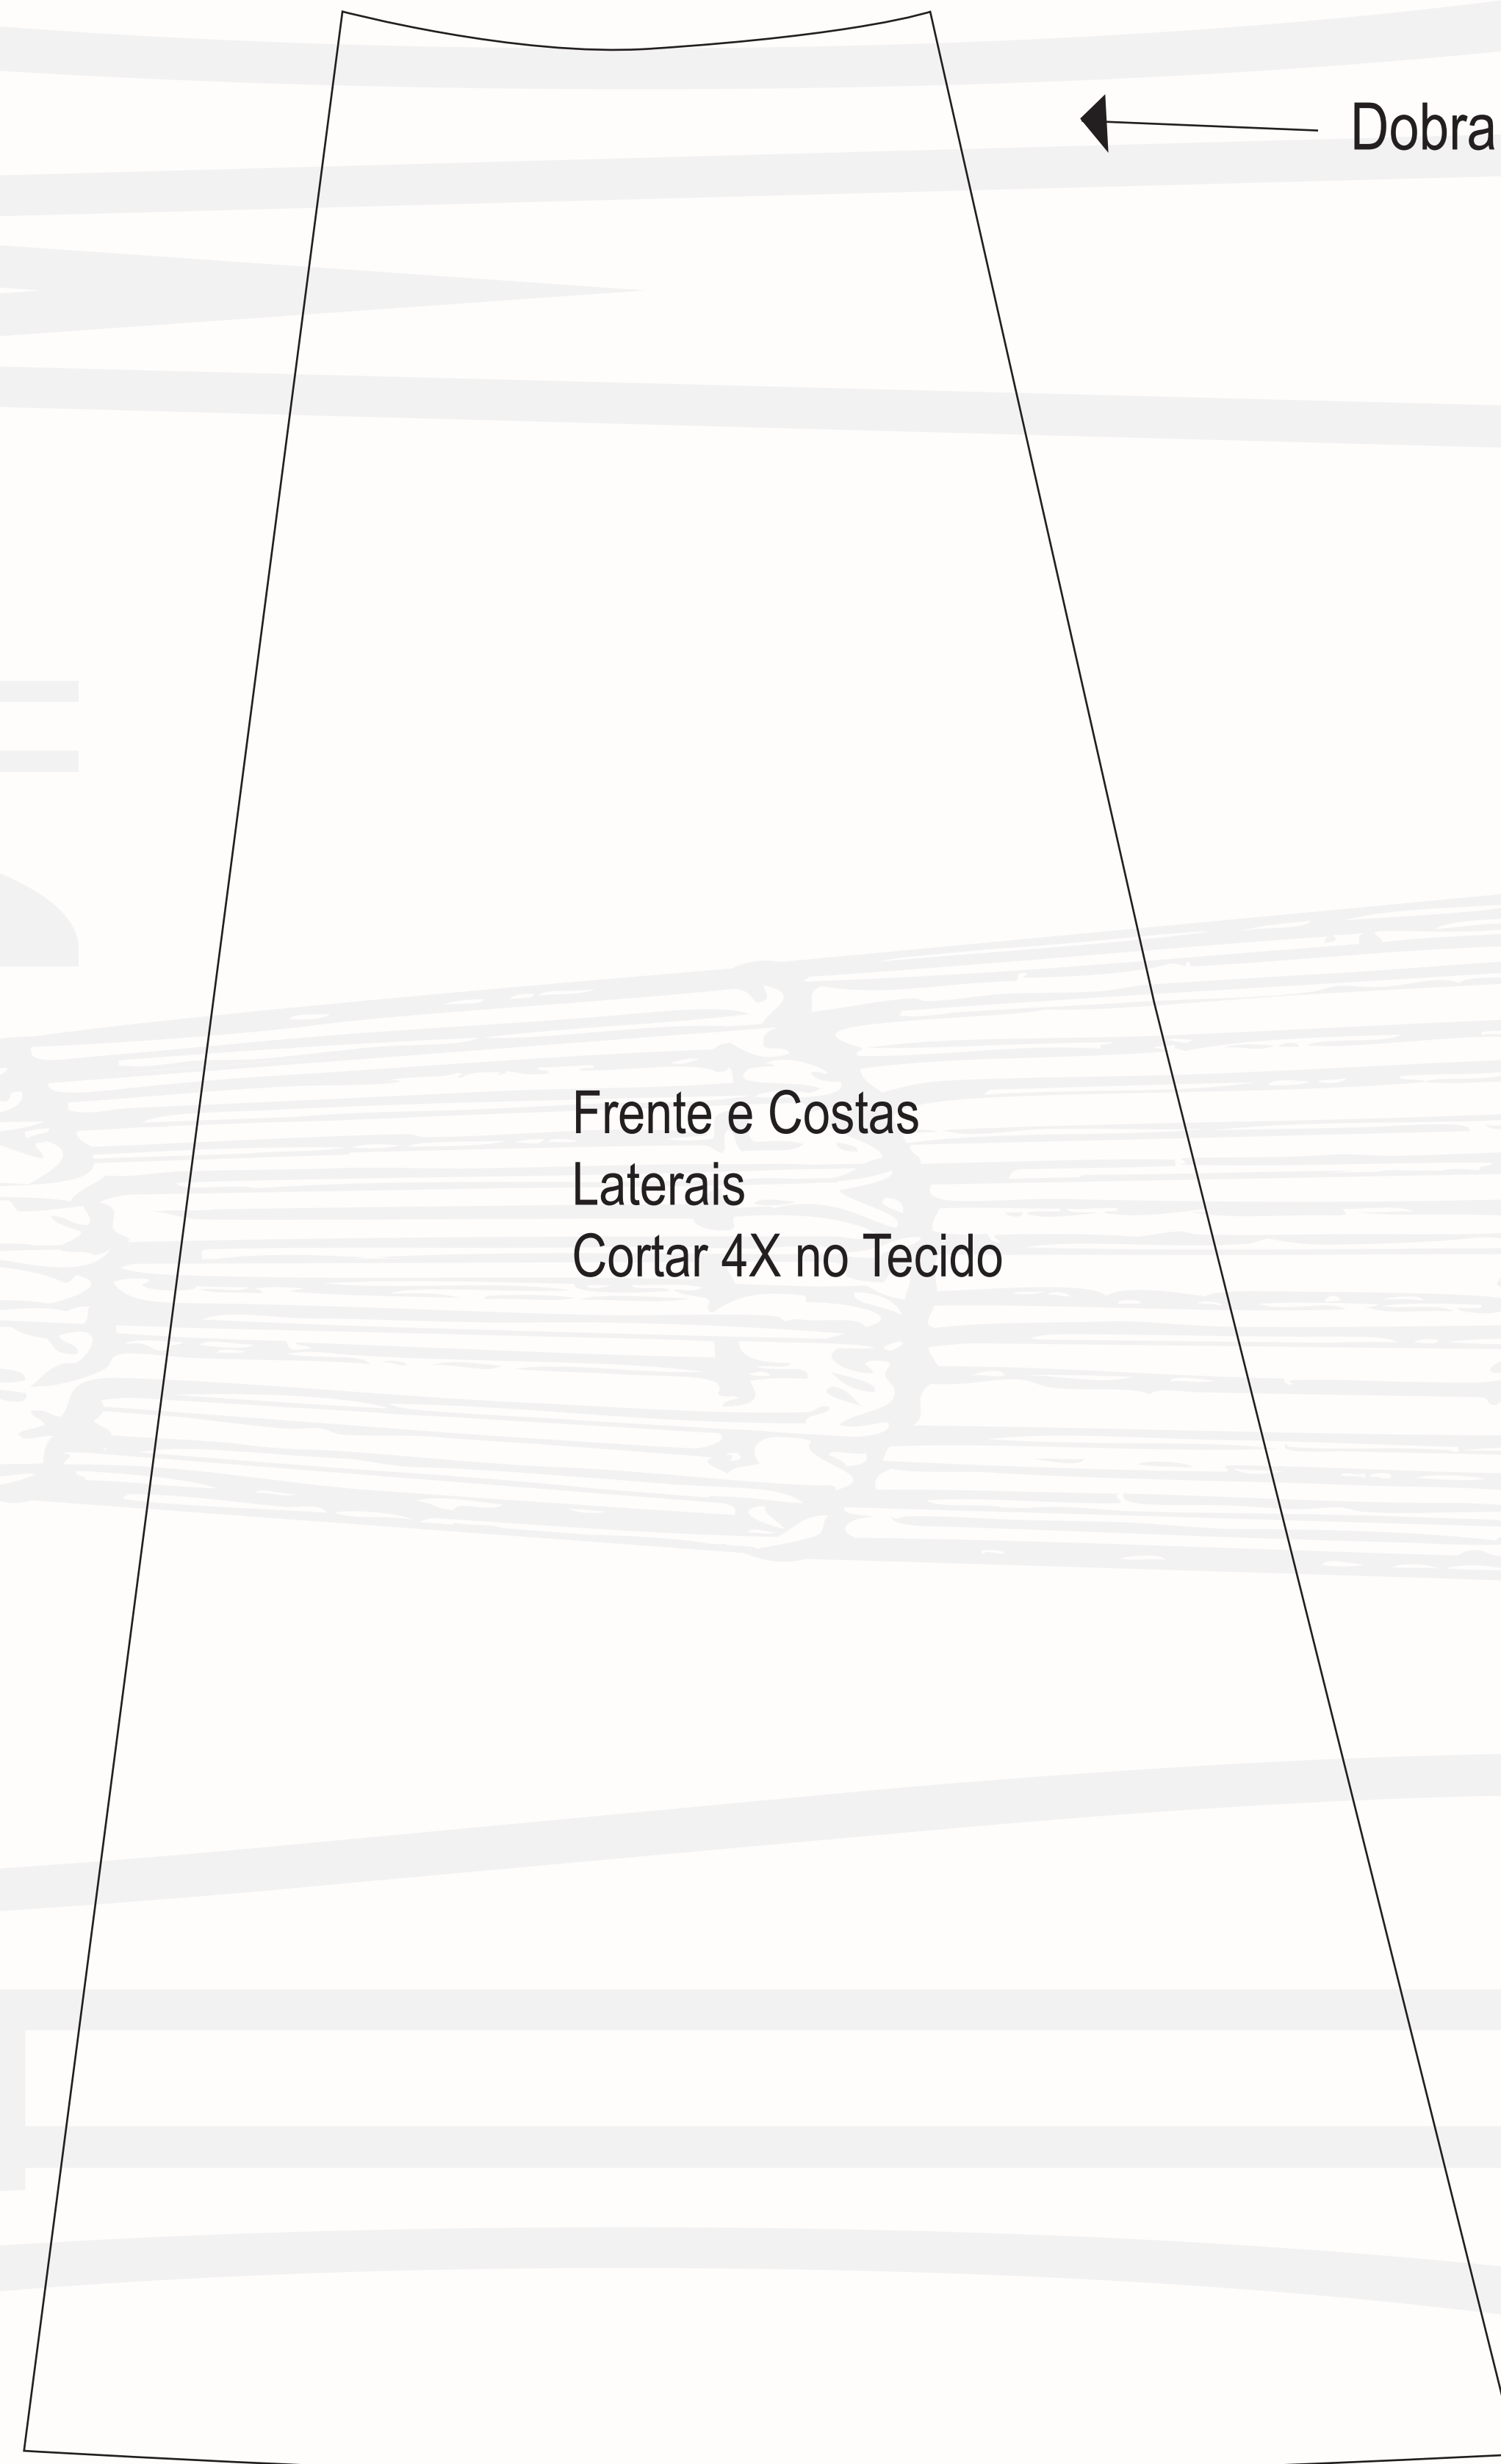 Dobra
Frente e Costas
Laterais
Cortar 4X no Tecido